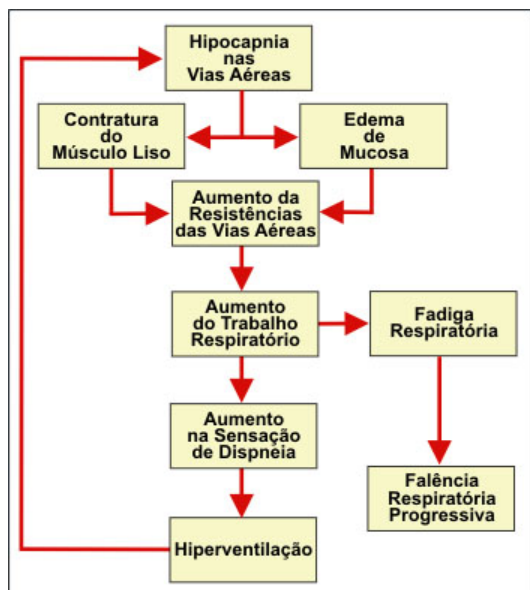 Hipocapnia
nas
Vias Aéreas
Contratura
do
Músculo Liso
Edema
de
Mucosa
Aumento da
Resistências
das Vias Aéreas
Aumento
do Trabalho
Respiratório
Fadiga
Respiratória
Aumento
na Sensação
de Dispnéia
Falência
Respiratória
Progressiva
Hiperventilação